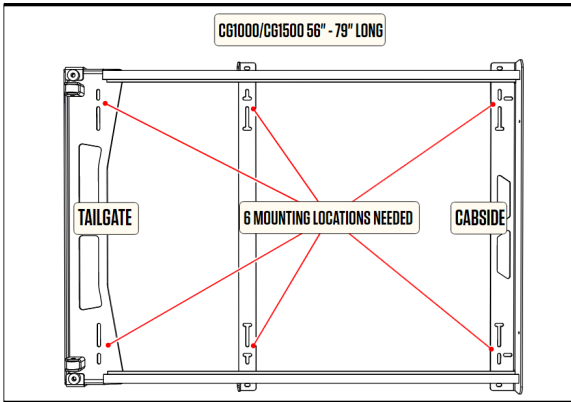 CG1000/CG1500 56" - 79" LONG
TAILGATE
6 MOUNTING LOCATIONS NEEDED
CABSIDE